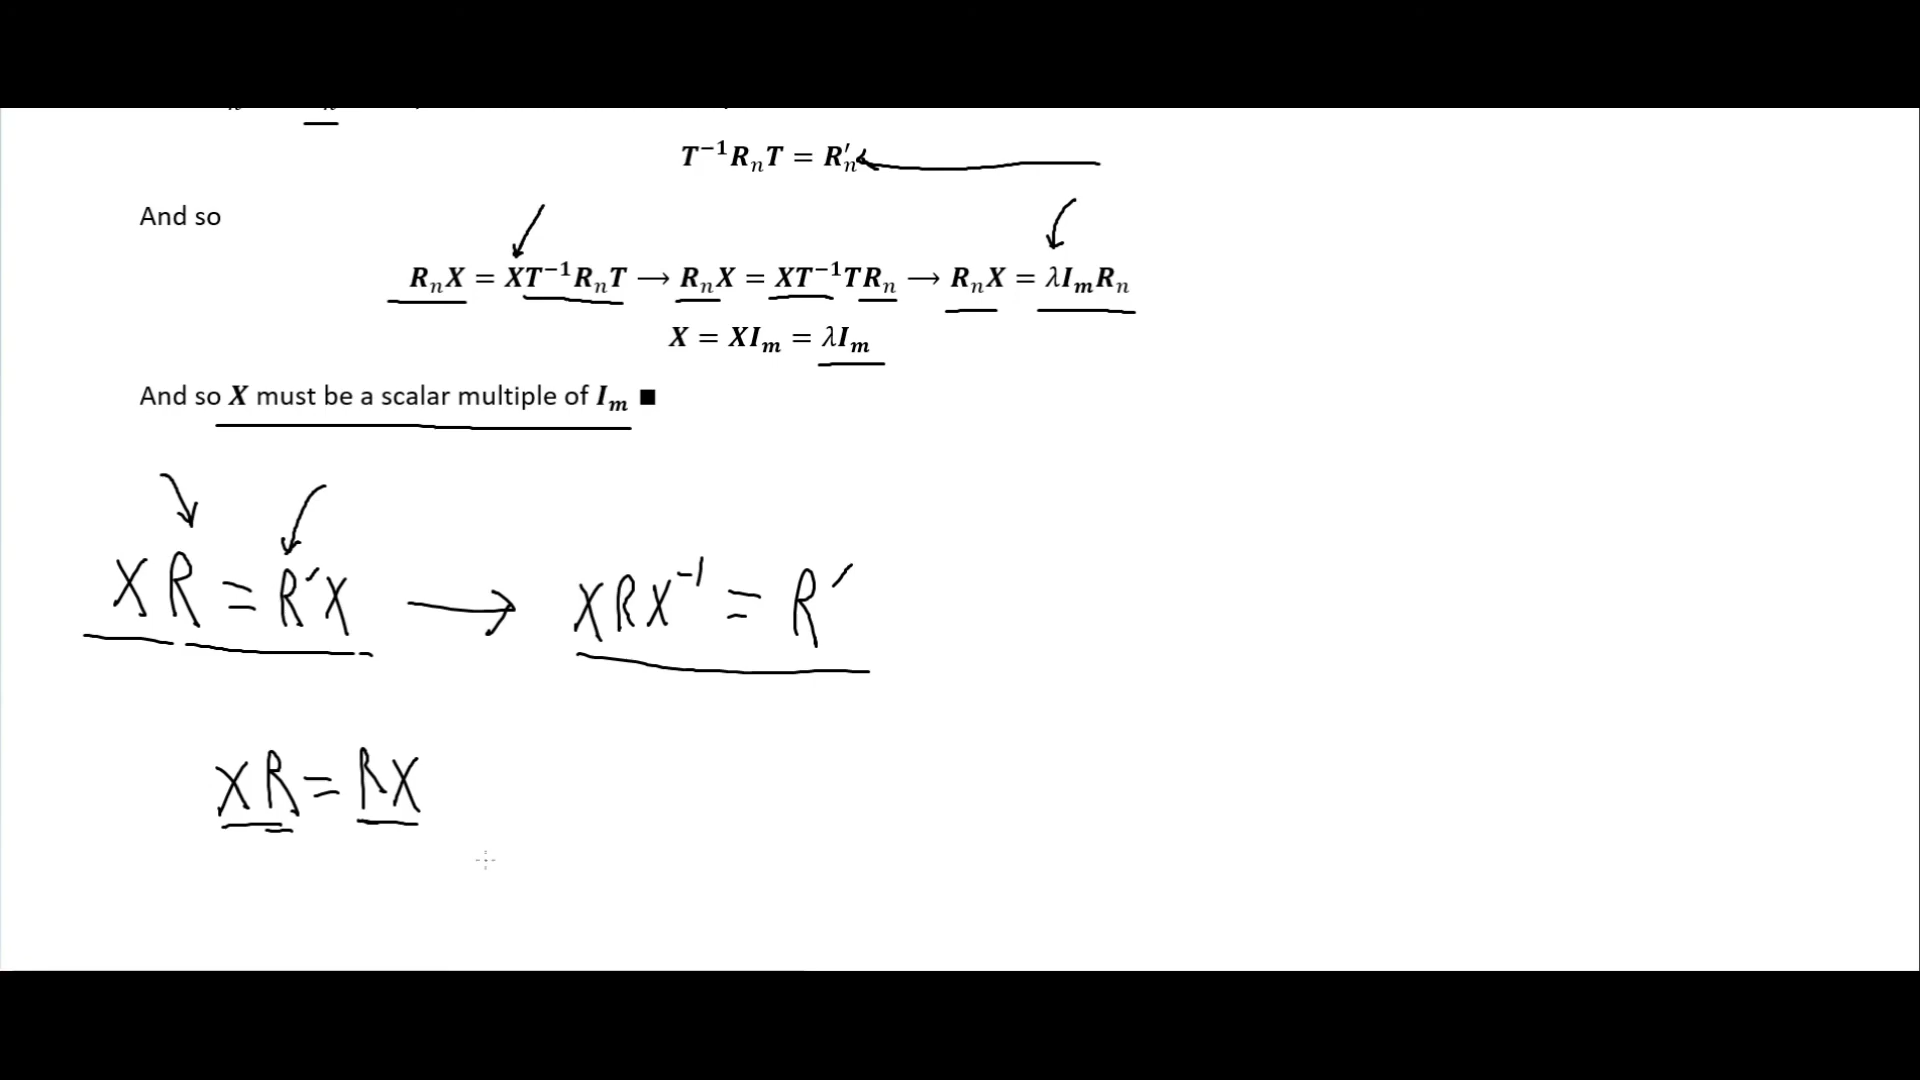 T⁻¹RₙT = R′ₙ
And so
RₙX = XT⁻¹RₙT → RₙX = XT⁻¹TRₙ → RₙX = λIₘRₙ
X = XIₘ = λIₘ
And so X must be a scalar multiple of Iₘ ■
XR = R′X → XRX⁻¹ = R′
XR = RX